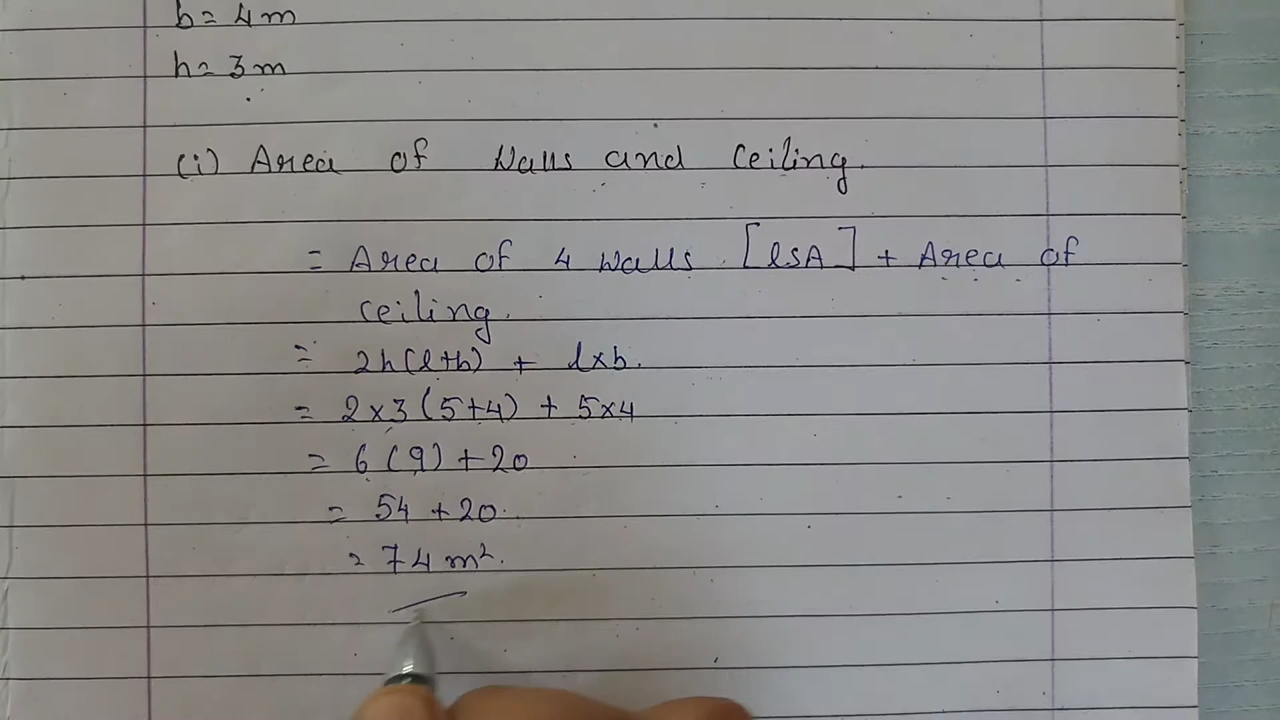 b = 4 m
h = 3 m
(i) Area of Walls and Ceiling.
= Area of 4 walls [LSA] + Area of
ceiling.
= 2h(l+b) + l×b.
= 2×3(5+4) + 5×4
= 6(9) + 20
= 54 + 20.
= 74 m².